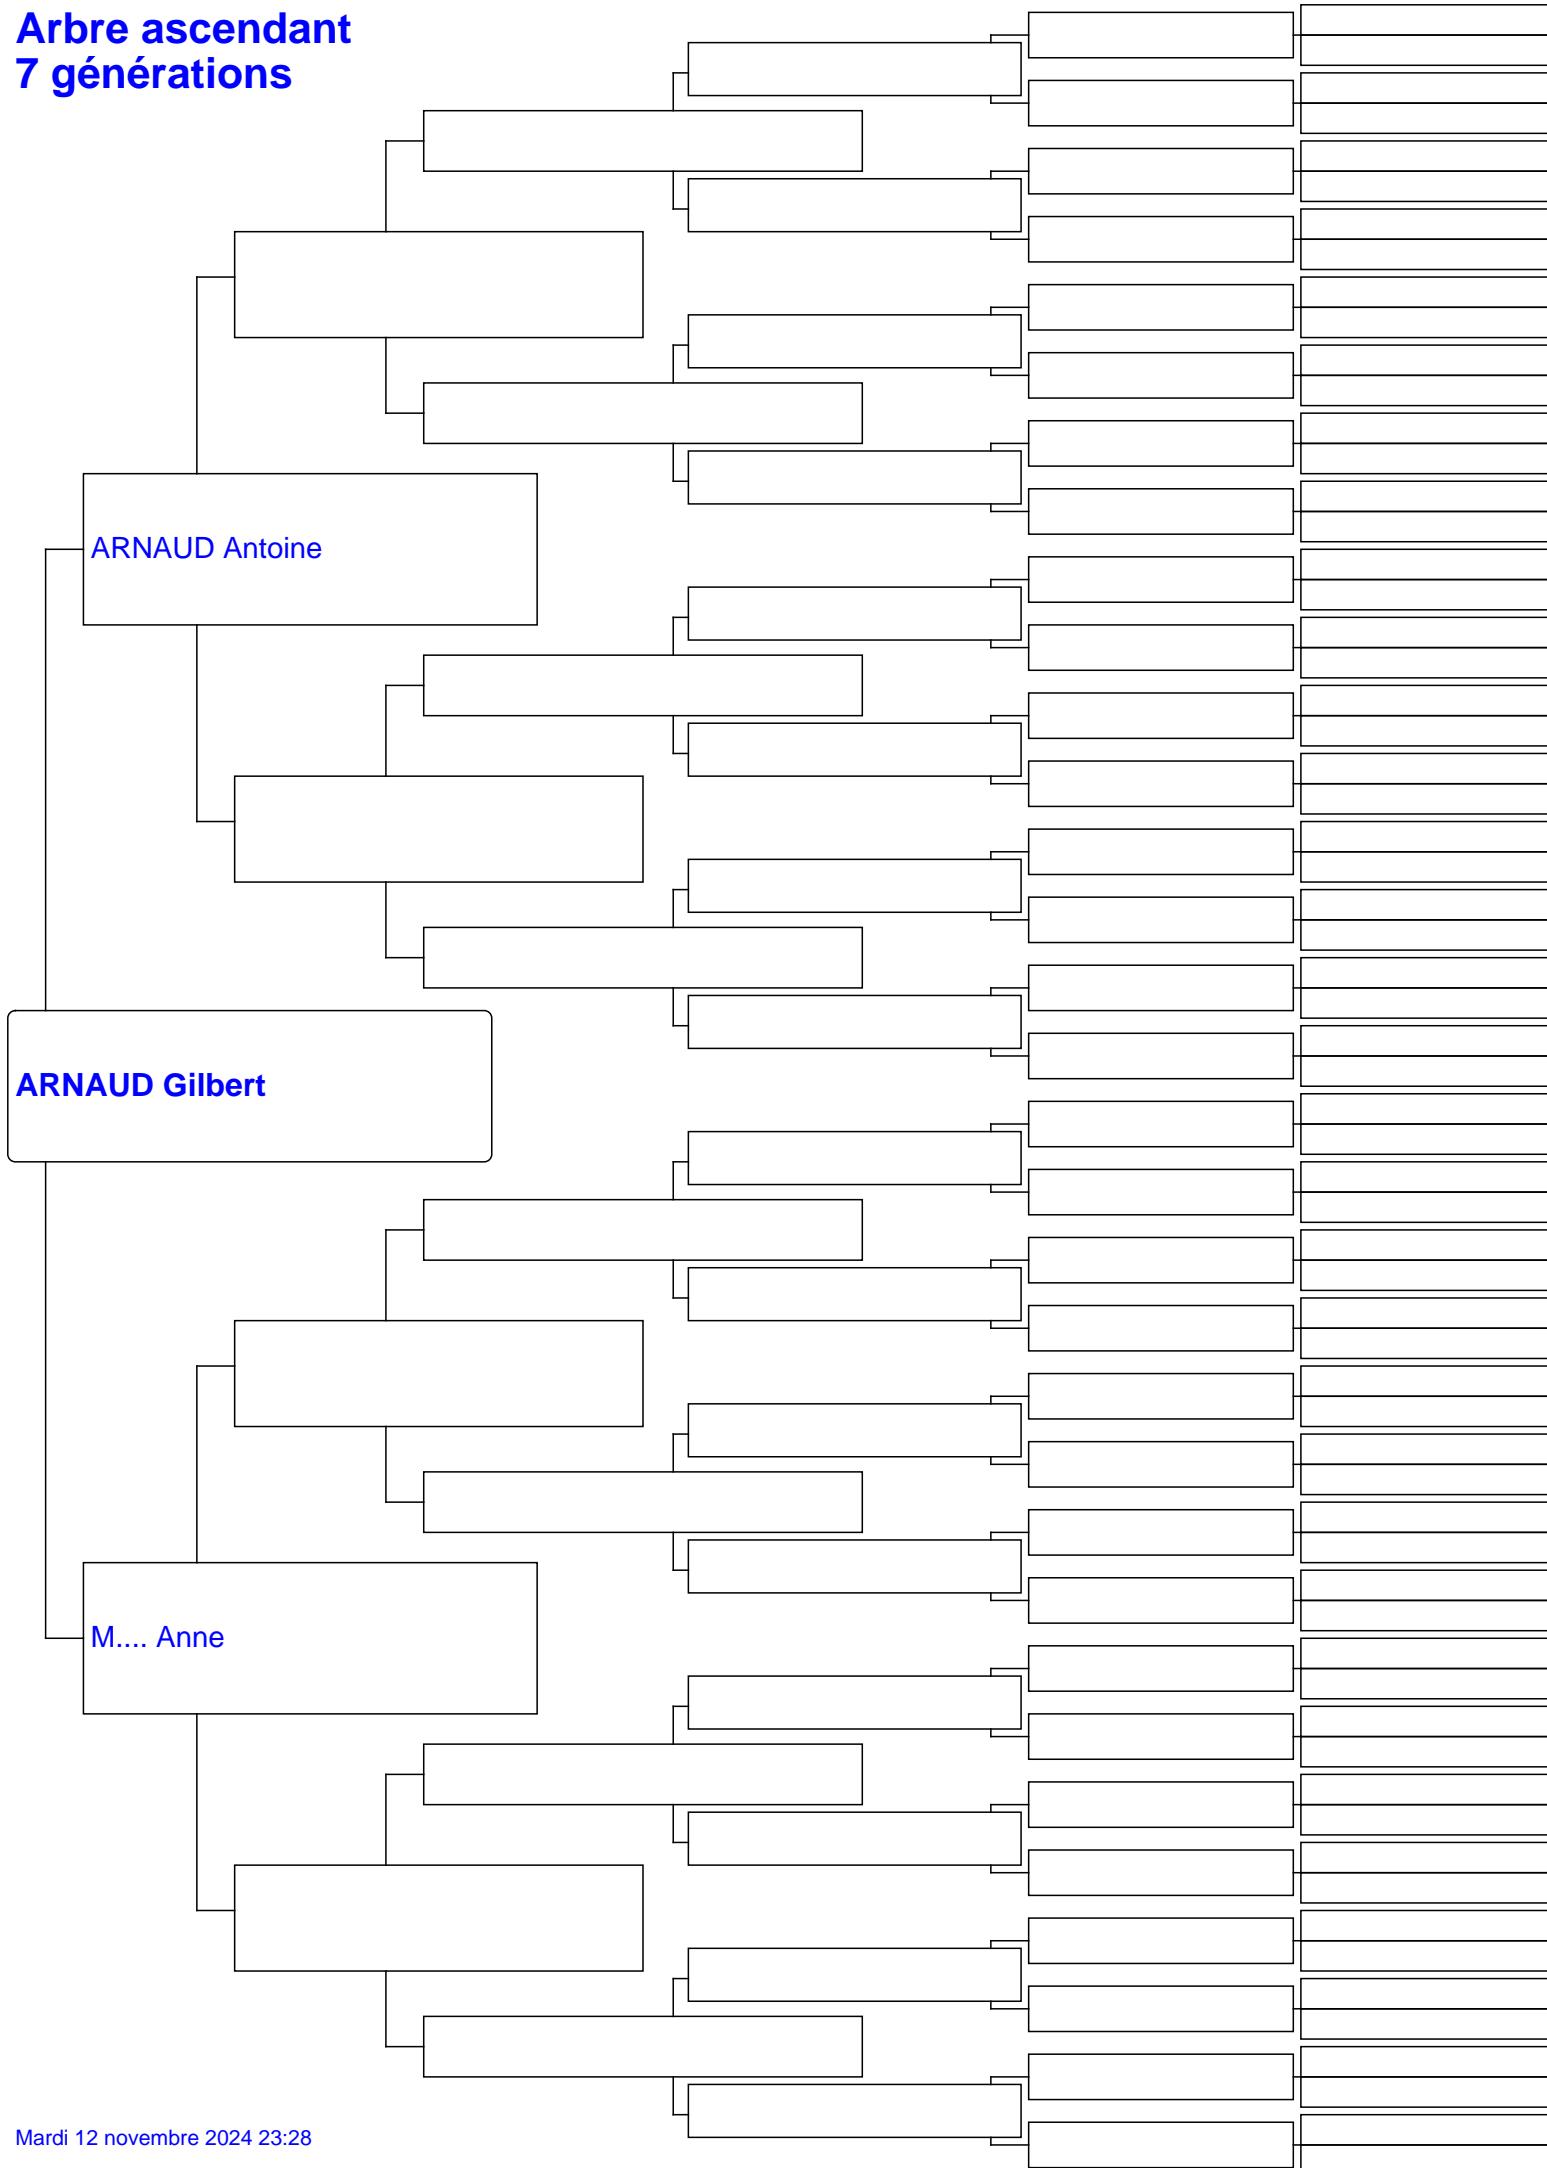 Arbre ascendant
7 générations
ARNAUD Antoine
ARNAUD Gilbert
M.... Anne
Mardi 12 novembre 2024 23:28